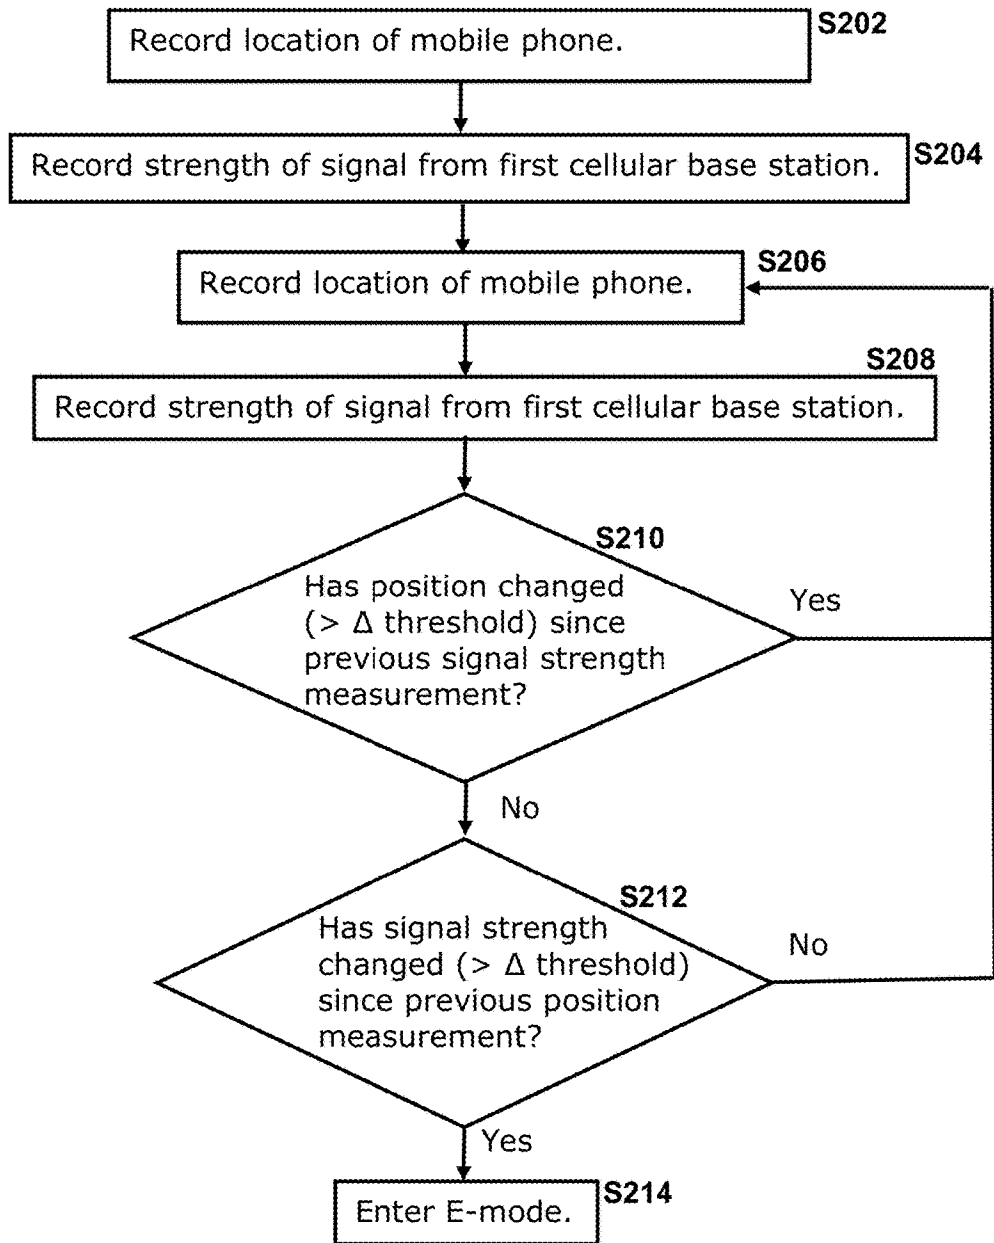 Record location of mobile phone.
S202
Record strength of signal from first cellular base station.
S204
Record location of mobile phone.
S206
S208
Record strength of signal from first cellular base station.
S210
Has position changed
(> Δ threshold) since
previous signal strength
measurement?
Yes
No
S212
Has signal strength
changed (> Δ threshold)
since previous position
measurement?
No
Yes
Enter E-mode.
S214